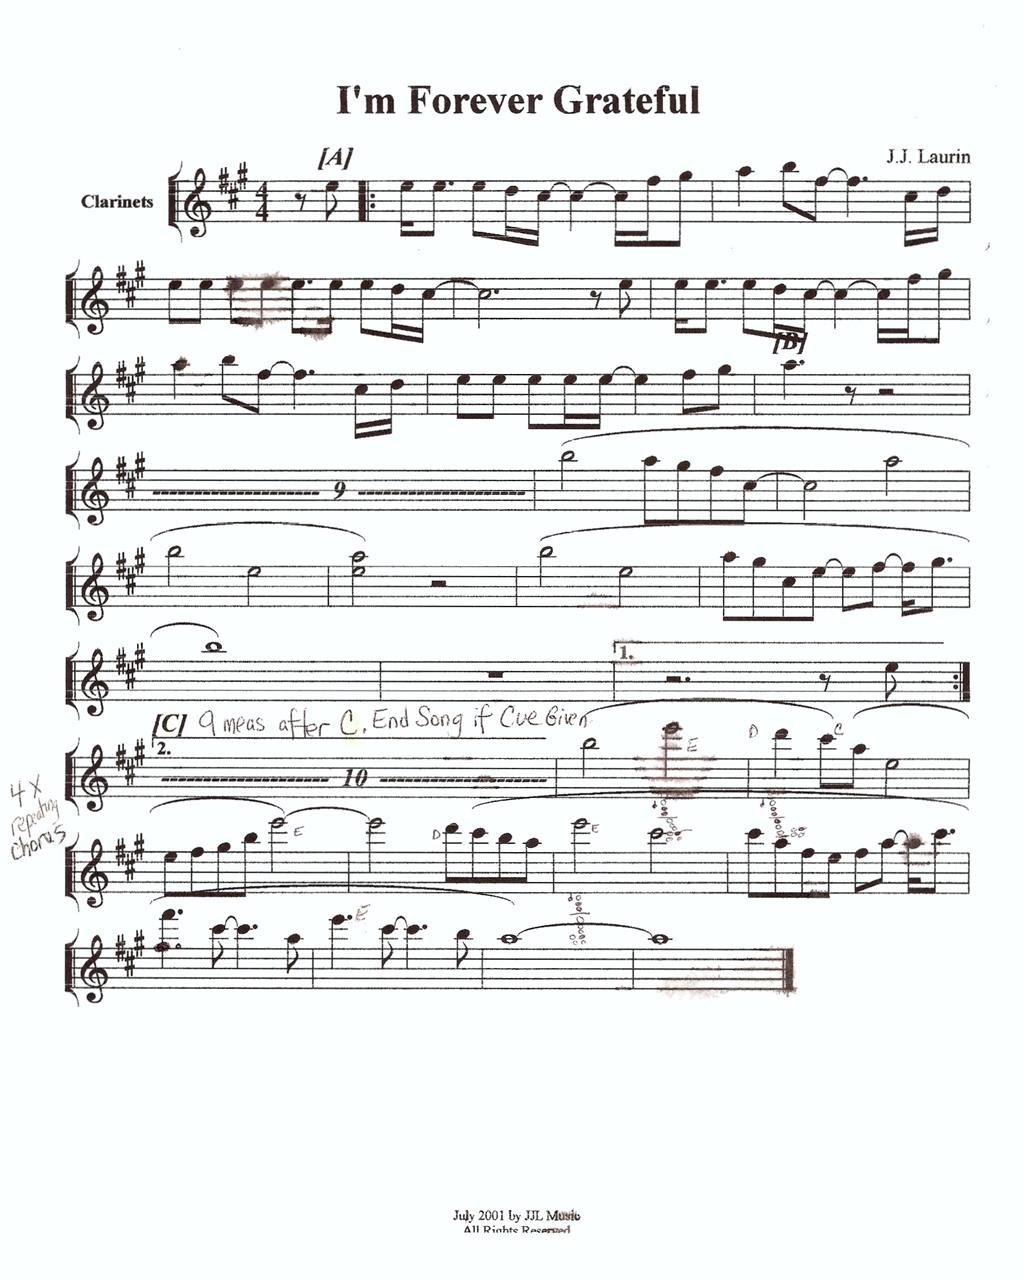 I'm Forever Grateful
J.J. Laurin
[A]
Clarinets
4
4
[B]
9
1.
[C] 9 meas after C. End Song if Cue Given
2.
10
E
D
C
4 X
repeating
chorus
E
D
E
E
July 2001 by JJL Music
All Rights Reserved